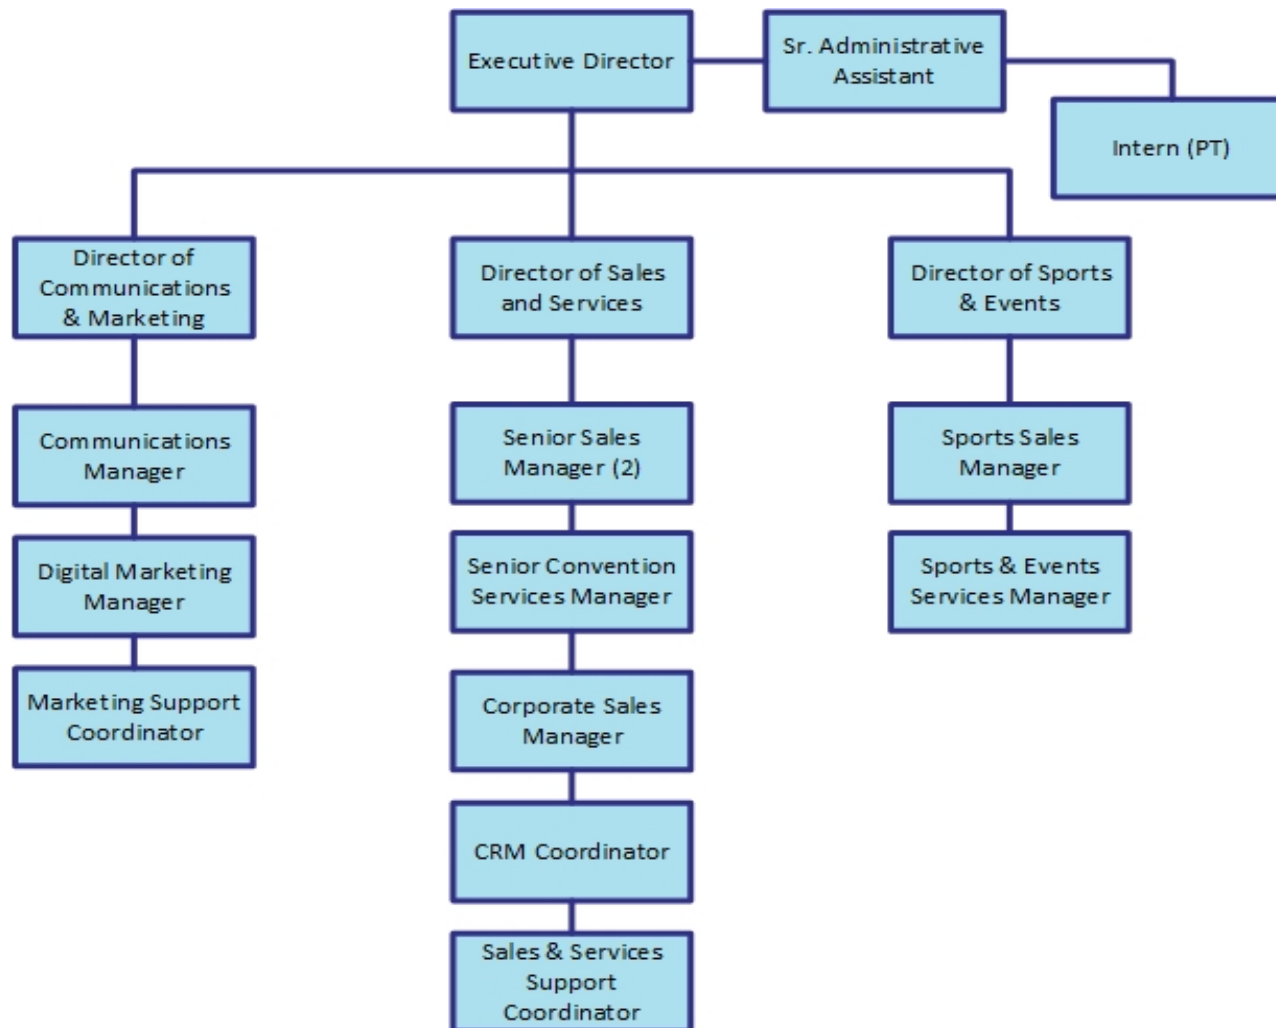 Executive Director
Sr. Administrative
Assistant
Intern (PT)
Director of
Communications
& Marketing
Director of Sales
and Services
Director of Sports
& Events
Communications
Manager
Senior Sales
Manager (2)
Sports Sales
Manager
Digital Marketing
Manager
Senior Convention
Services Manager
Sports & Events
Services Manager
Marketing Support
Coordinator
Corporate Sales
Manager
CRM Coordinator
Sales & Services
Support
Coordinator